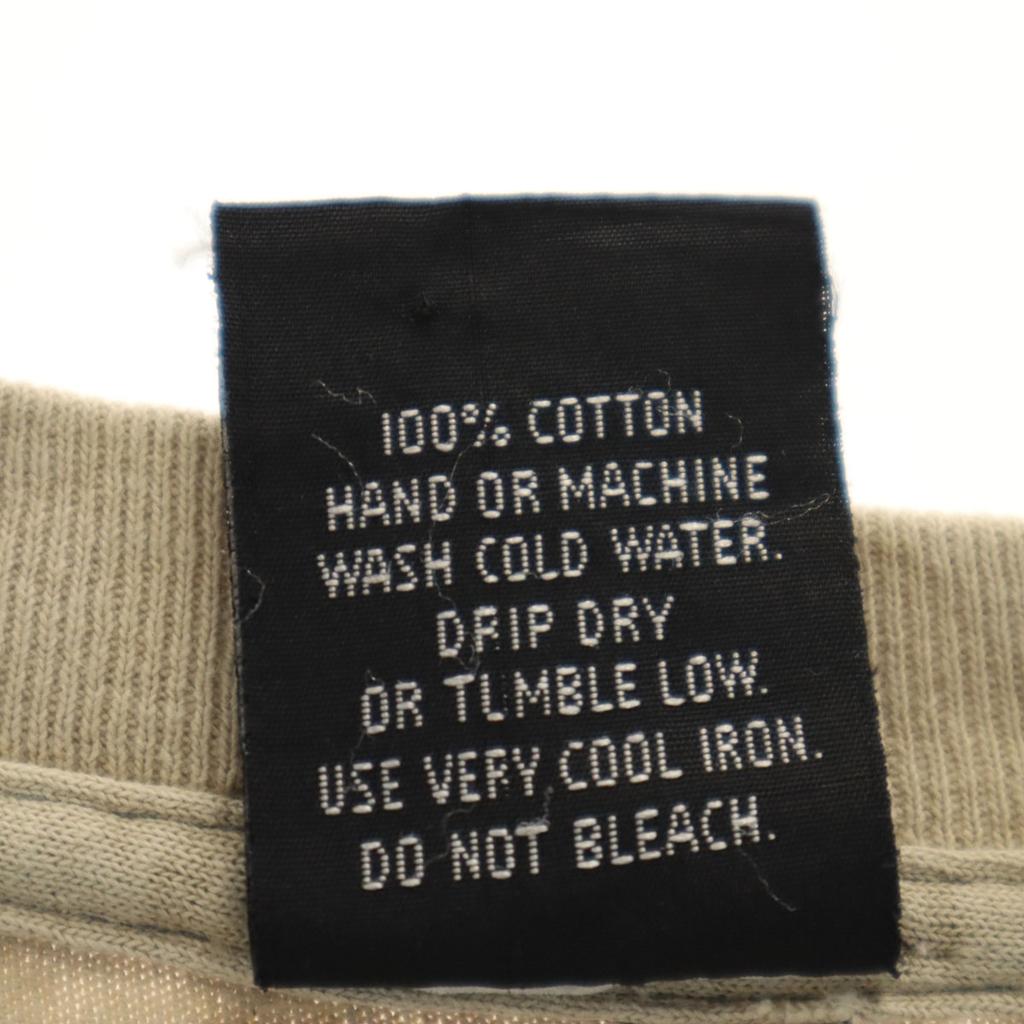 100% COTTON
HAND OR MACHINE
WASH COLD WATER.
DRIP DRY
OR TUMBLE LOW.
USE VERY COOL IRON.
DO NOT BLEACH.